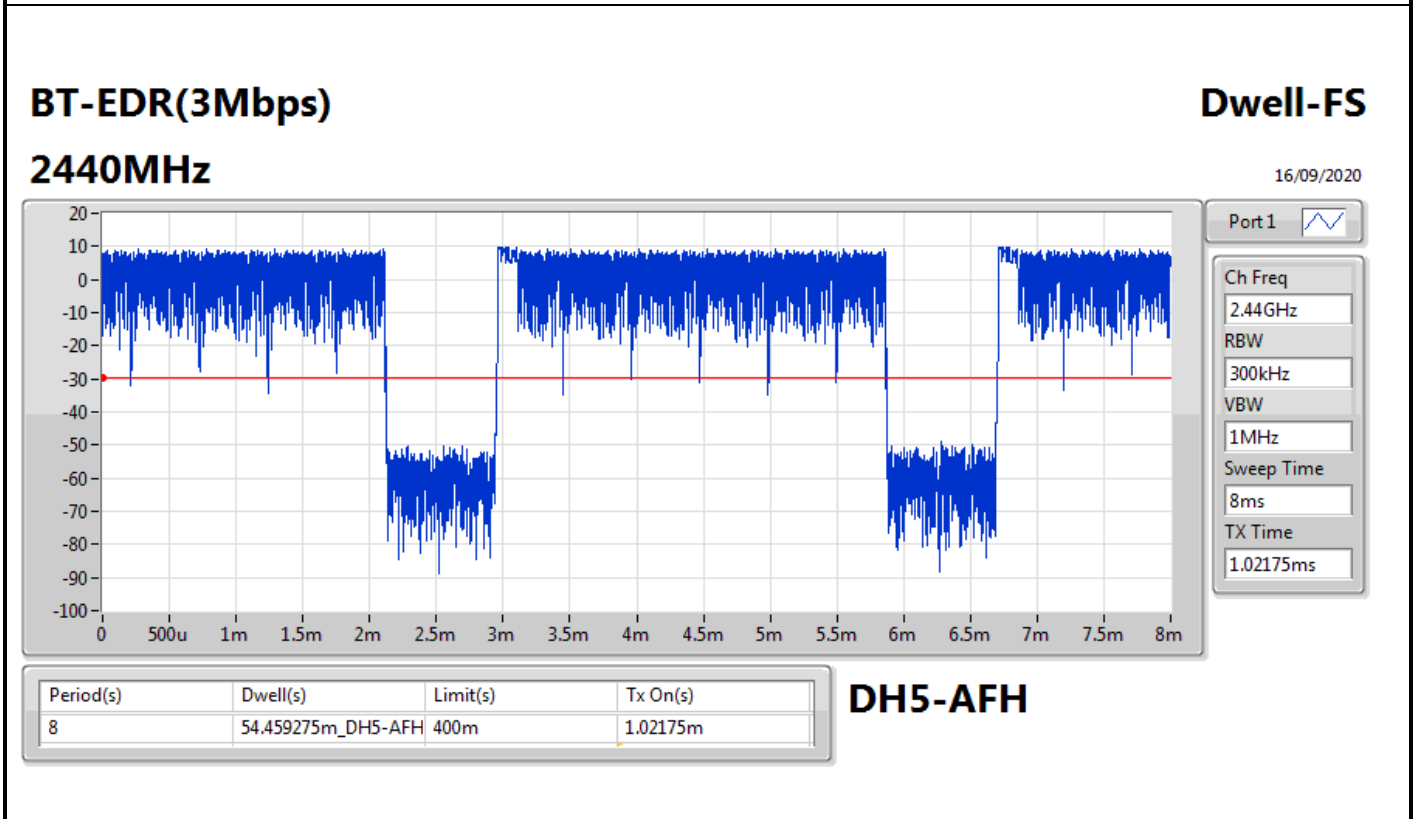 BT-EDR(3Mbps)
Dwell-FS
2440MHz
16/09/2020
20
10
0
-10
-20
-30
-40
-50
-60
-70
-80
-90
-100
0 500u 1m 1.5m 2m 2.5m 3m 3.5m 4m 4.5m 5m 5.5m 6m 6.5m 7m 7.5m 8m
Port 1
Ch Freq
2.44GHz
RBW
300kHz
VBW
1MHz
Sweep Time
8ms
TX Time
1.02175ms
Period(s) Dwell(s) Limit(s) Tx On(s)
8 54.459275m_DH5-AFH 400m 1.02175m
DH5-AFH